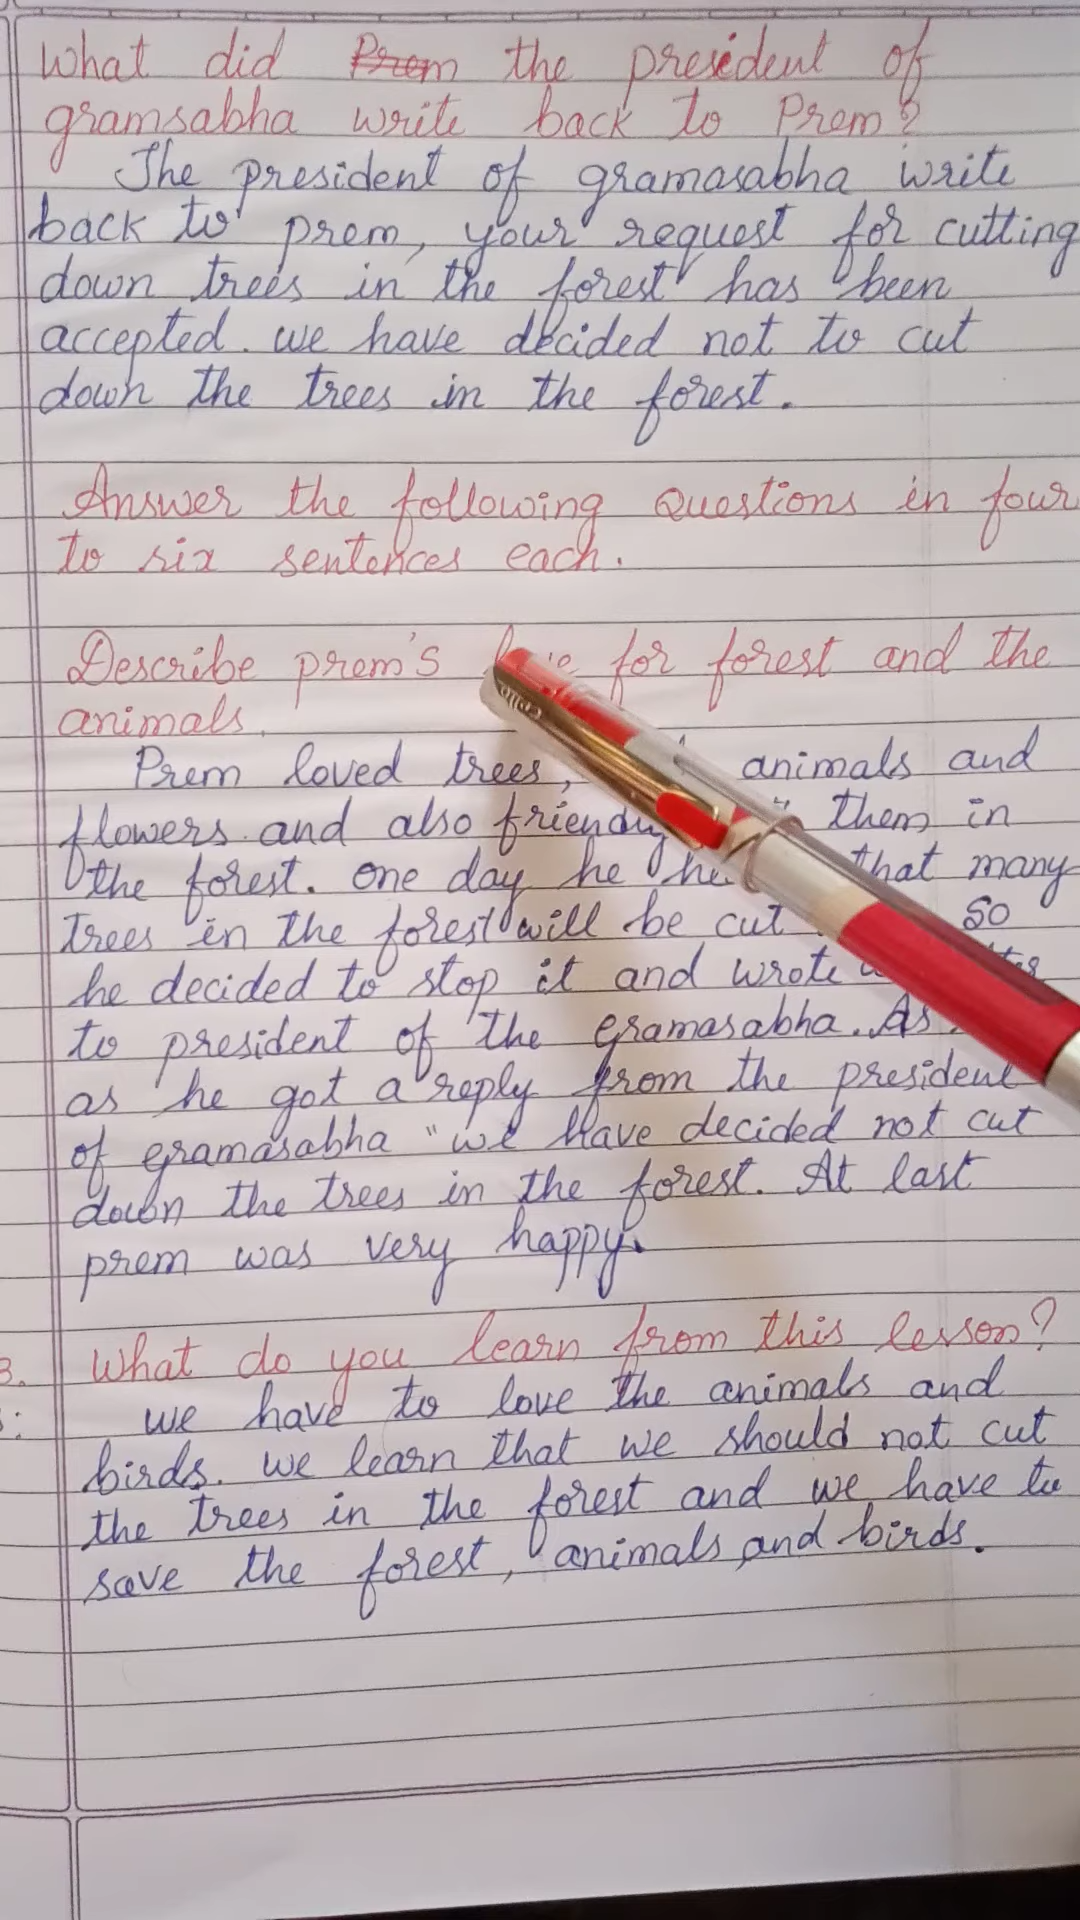 What did Prem the president of
gramsabha write back to Prem?
The president of gramasabha write
back to prem, your request for cutting
down trees in the forest has been
accepted. we have decided not to cut
down the trees in the forest.
Answer the following Questions in four
to six sentences each.
Describe prem's for forest and the
animals.
Prem loved trees, animals and
flowers. and also them in
the forest. one day he that many
trees in the forest will be cut So
he decided to stop it and wrote
to president of the gramasabha. As
as he got a reply from the president
of gramasabha "we have decided not cut
down the trees in the forest. At last
prem was very happy.
3. What do you learn from this lesson?
we have to love the animals and
birds. we learn that we should not cut
the trees in the forest and we have to
save the forest, animals and birds.